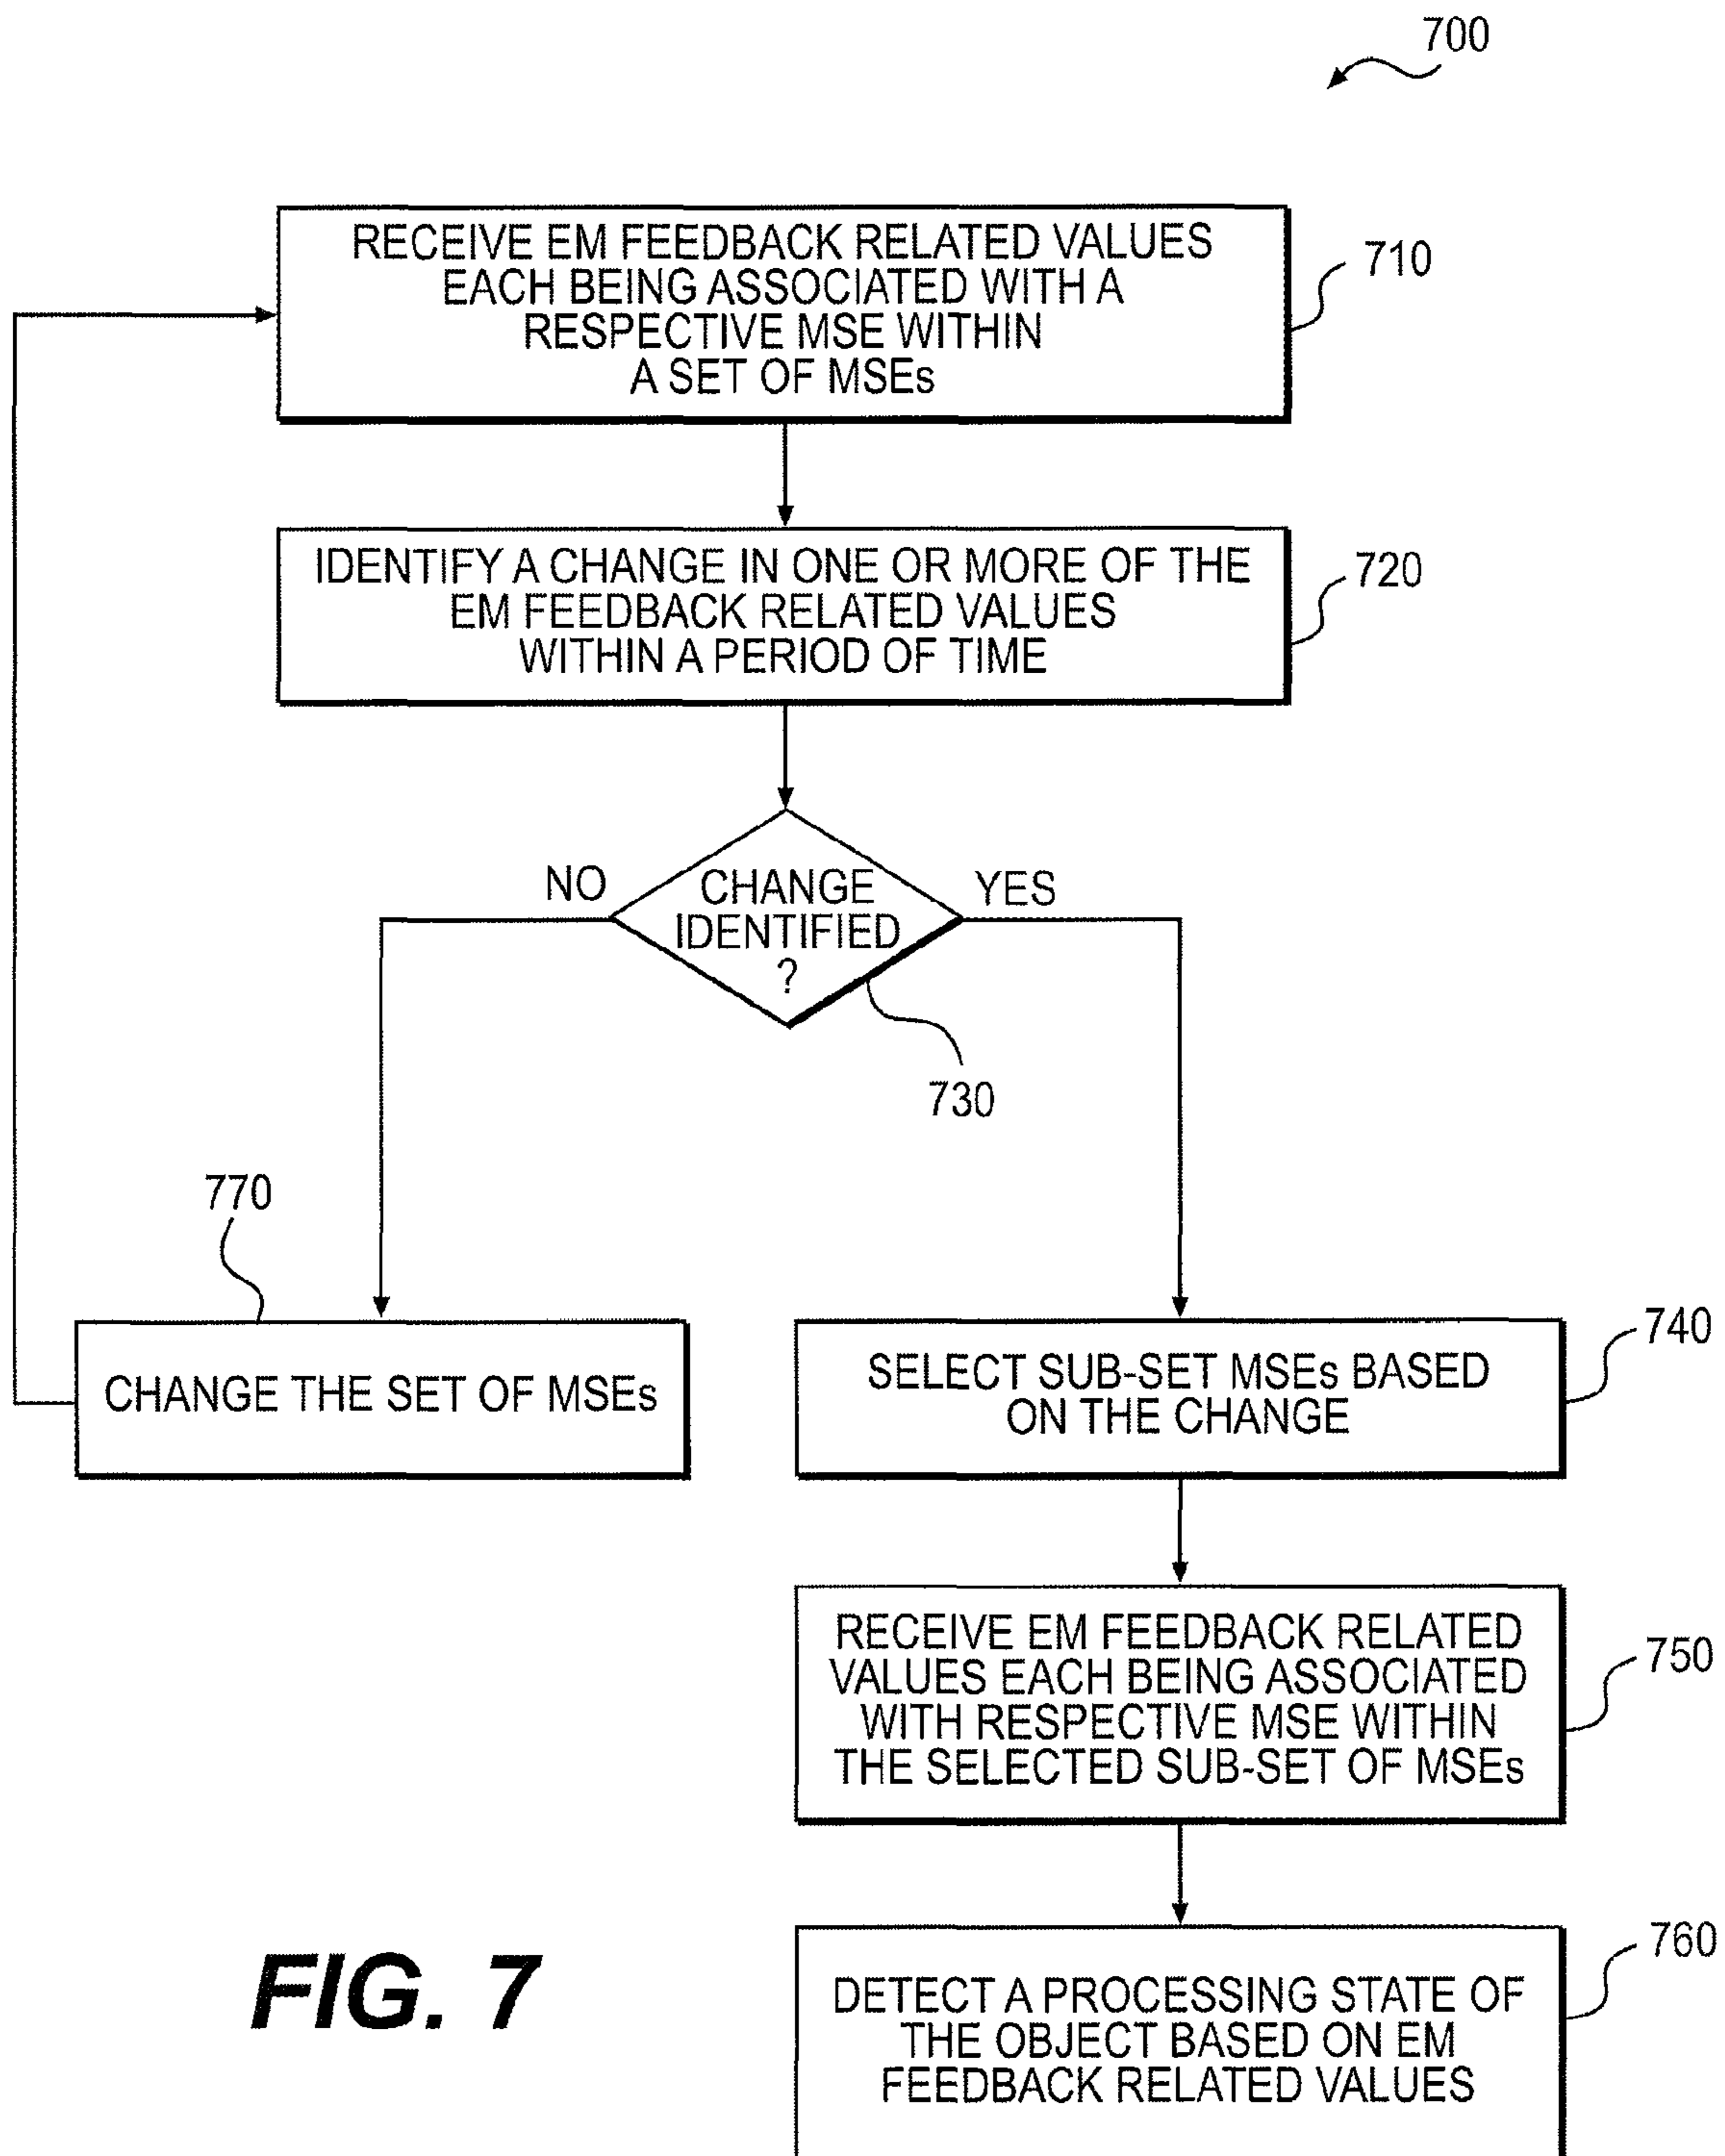 700
RECEIVE EM FEEDBACK RELATED VALUES
EACH BEING ASSOCIATED WITH A
RESPECTIVE MSE WITHIN
A SET OF MSEs
710
IDENTIFY A CHANGE IN ONE OR MORE OF THE
EM FEEDBACK RELATED VALUES
WITHIN A PERIOD OF TIME
720
NO
CHANGE
IDENTIFIED
?
YES
730
770
CHANGE THE SET OF MSEs
SELECT SUB-SET MSEs BASED
ON THE CHANGE
740
RECEIVE EM FEEDBACK RELATED
VALUES EACH BEING ASSOCIATED
WITH RESPECTIVE MSE WITHIN
THE SELECTED SUB-SET OF MSEs
750
DETECT A PROCESSING STATE OF
THE OBJECT BASED ON EM
FEEDBACK RELATED VALUES
760
FIG. 7